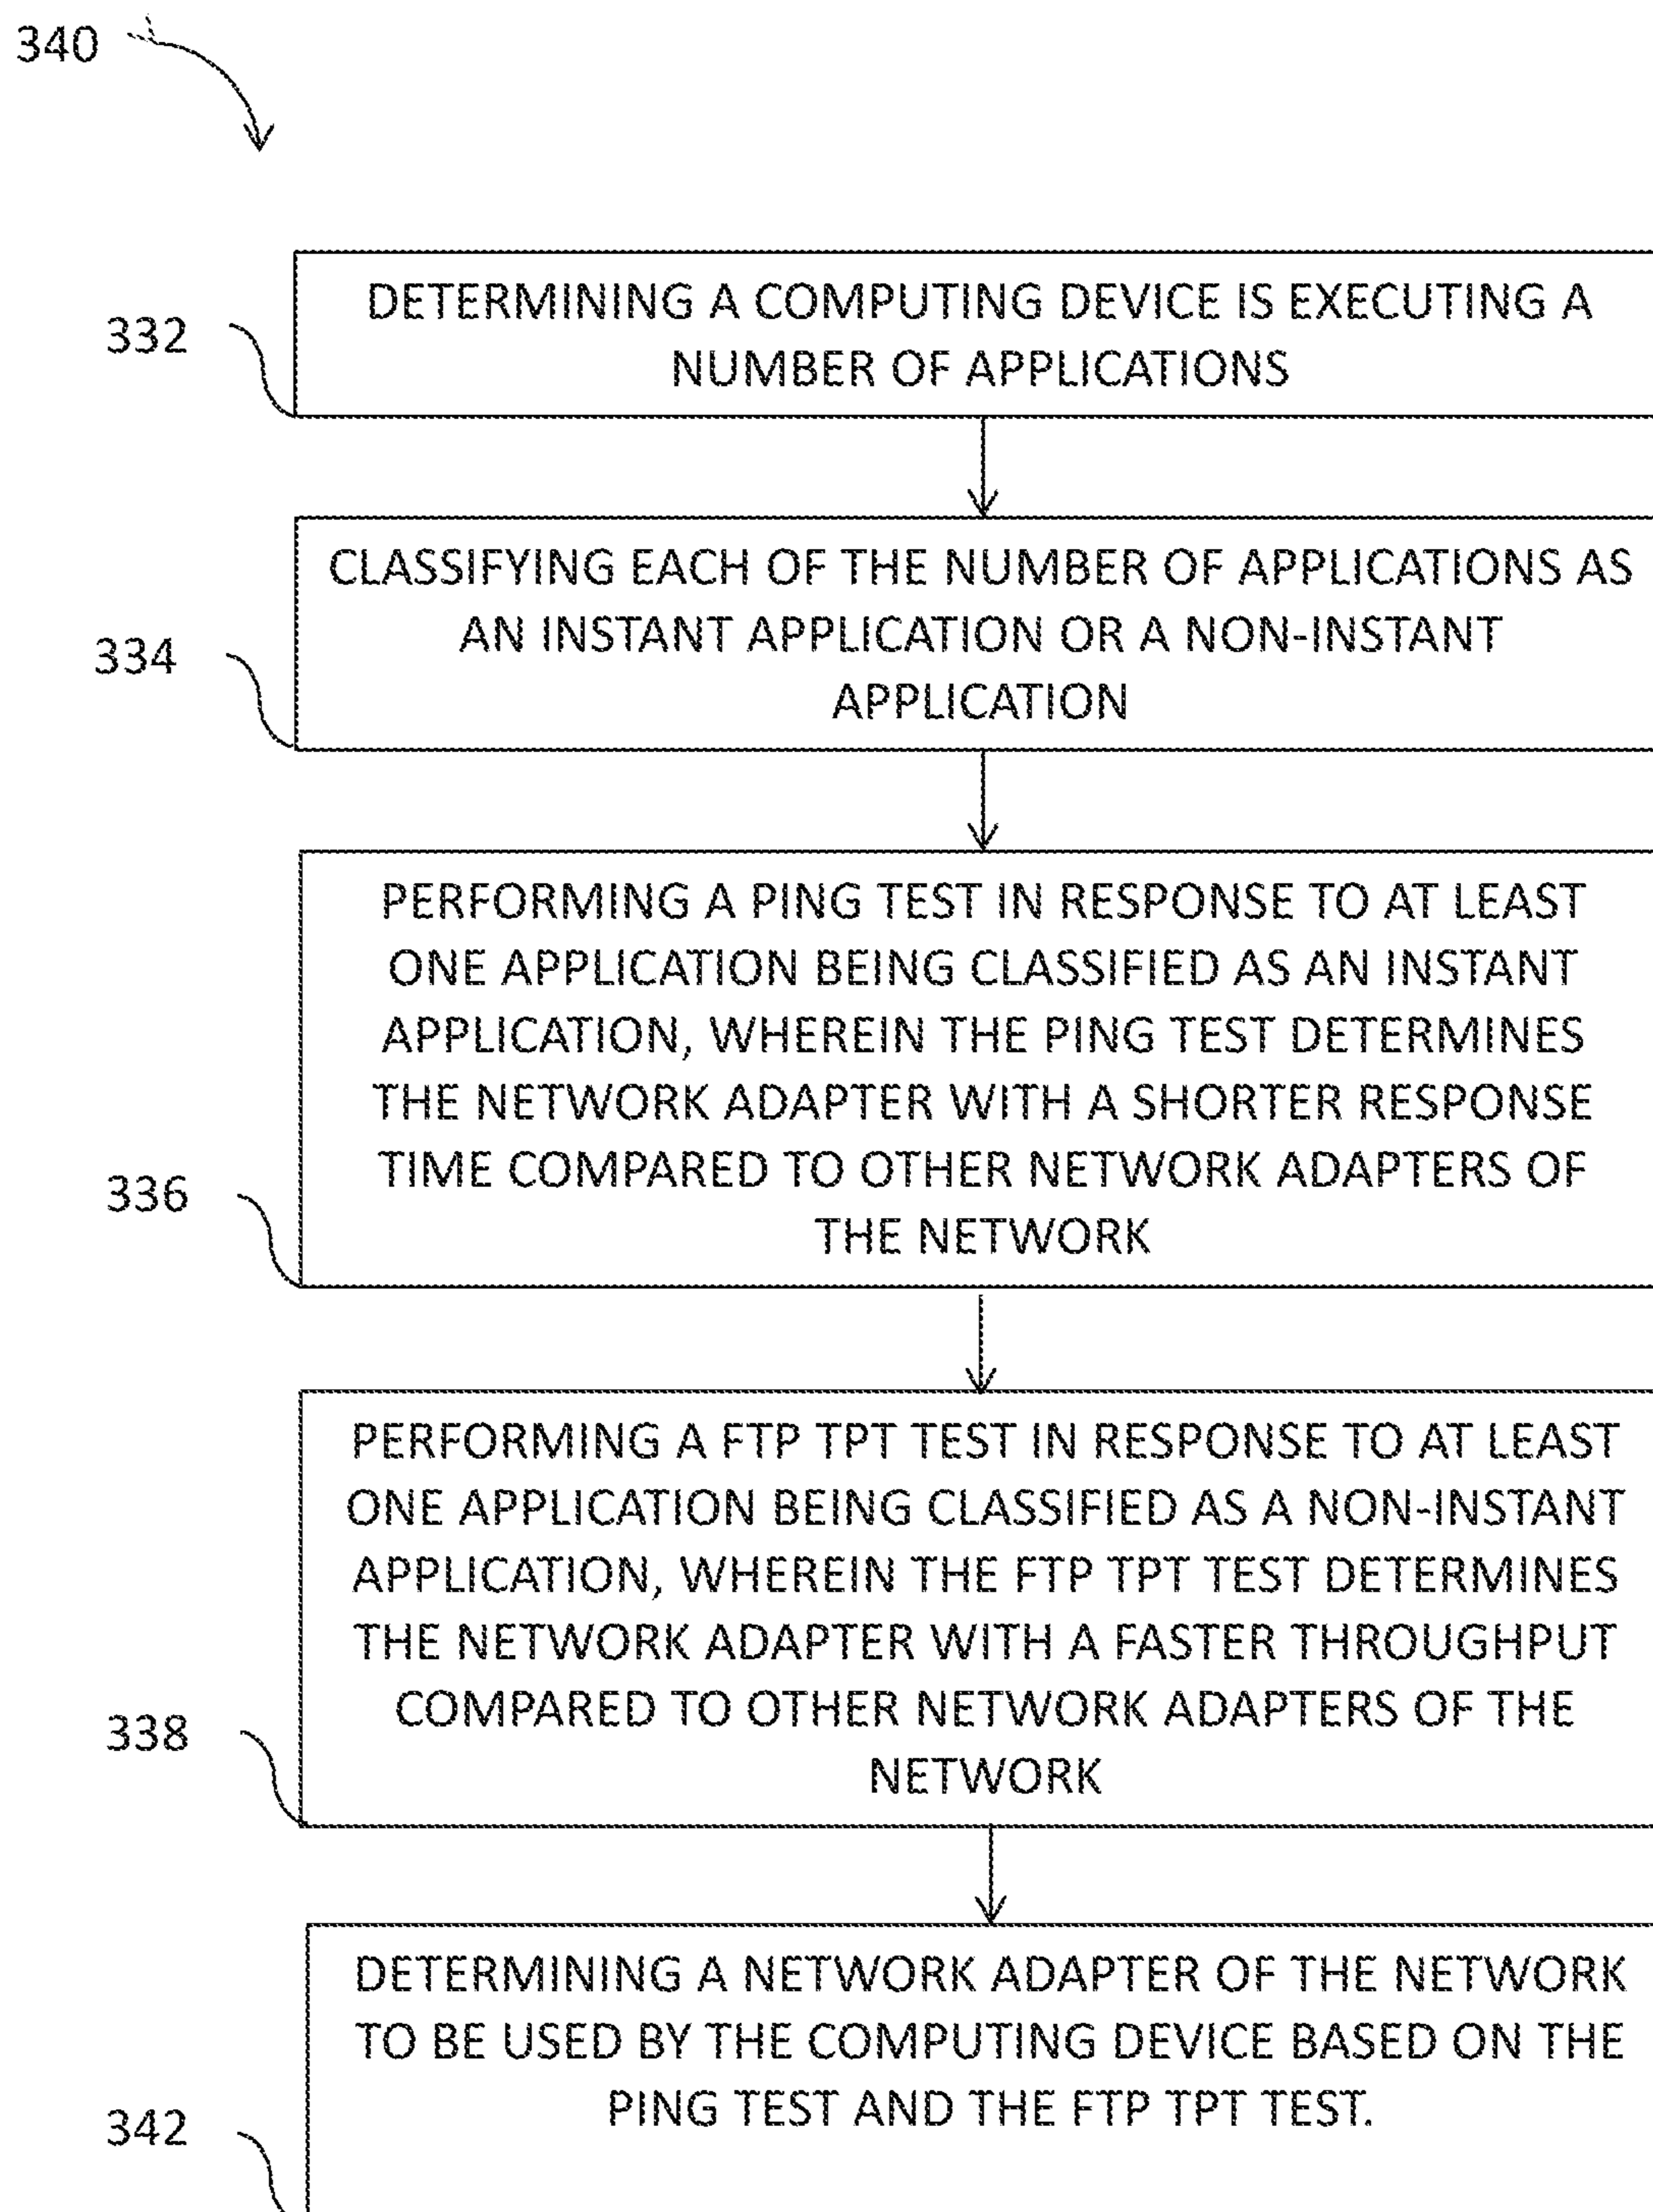 340
332
DETERMINING A COMPUTING DEVICE IS EXECUTING A
NUMBER OF APPLICATIONS
334
CLASSIFYING EACH OF THE NUMBER OF APPLICATIONS AS
AN INSTANT APPLICATION OR A NON-INSTANT
APPLICATION
336
PERFORMING A PING TEST IN RESPONSE TO AT LEAST
ONE APPLICATION BEING CLASSIFIED AS AN INSTANT
APPLICATION, WHEREIN THE PING TEST DETERMINES
THE NETWORK ADAPTER WITH A SHORTER RESPONSE
TIME COMPARED TO OTHER NETWORK ADAPTERS OF
THE NETWORK
338
PERFORMING A FTP TPT TEST IN RESPONSE TO AT LEAST
ONE APPLICATION BEING CLASSIFIED AS A NON-INSTANT
APPLICATION, WHEREIN THE FTP TPT TEST DETERMINES
THE NETWORK ADAPTER WITH A FASTER THROUGHPUT
COMPARED TO OTHER NETWORK ADAPTERS OF THE
NETWORK
342
DETERMINING A NETWORK ADAPTER OF THE NETWORK
TO BE USED BY THE COMPUTING DEVICE BASED ON THE
PING TEST AND THE FTP TPT TEST.